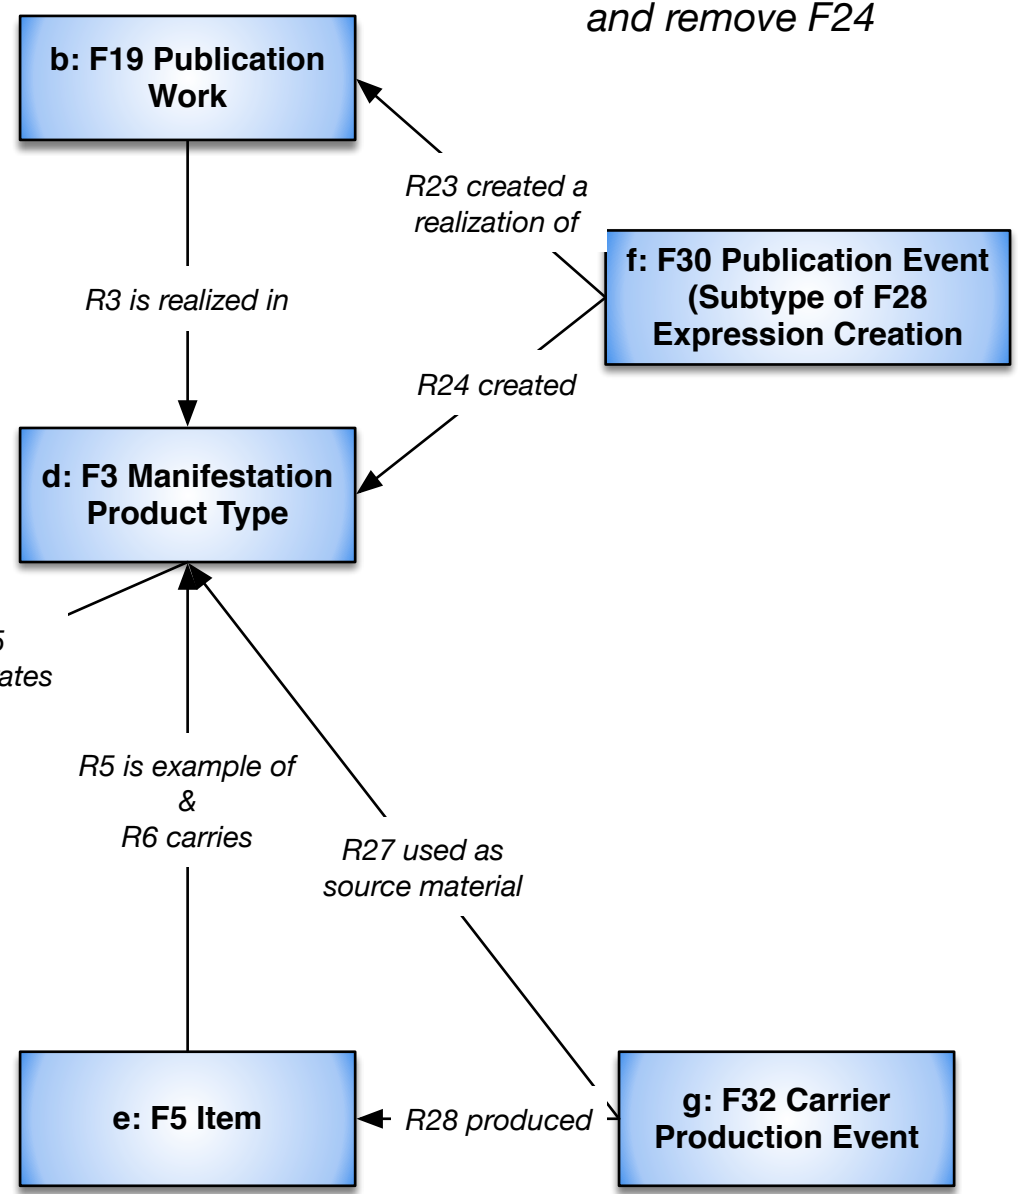 and remove F24
b: F19 Publication
Work
R23 created a
realization of
f: F30 Publication Event
(Subtype of F28
Expression Creation
R3 is realized in
R24 created
d: F3 Manifestation
Product Type
R5 is example of
&
R6 carries
R27 used as
source material
e: F5 Item
R28 produced
g: F32 Carrier
Production Event